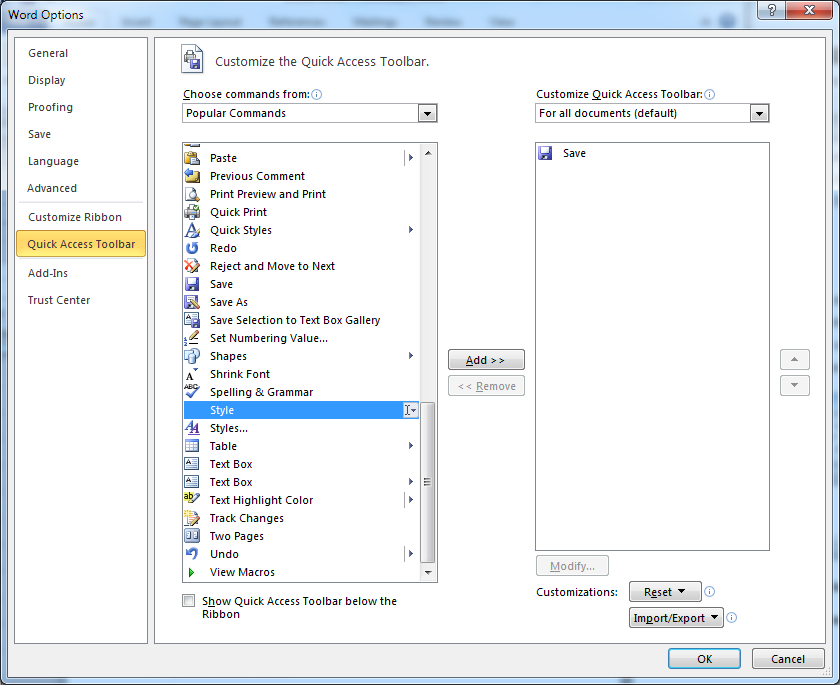 Word Options
General
Display
Proofing
Save
Language
Advanced
Customize Ribbon
Quick Access Toolbar
Add-Ins
Trust Center
Customize the Quick Access Toolbar.
Choose commands from:
Popular Commands
Paste
Previous Comment
Print Preview and Print
Quick Print
Quick Styles
Redo
Reject and Move to Next
Save
Save As
Save Selection to Text Box Gallery
Set Numbering Value...
Shapes
Shrink Font
Spelling & Grammar
Style
Styles...
Table
Text Box
Text Box
Text Highlight Color
Track Changes
Two Pages
Undo
View Macros
Show Quick Access Toolbar below the
Ribbon
Add >>
<< Remove
Customize Quick Access Toolbar:
For all documents (default)
Save
Modify...
Customizations:
Reset
Import/Export
OK
Cancel